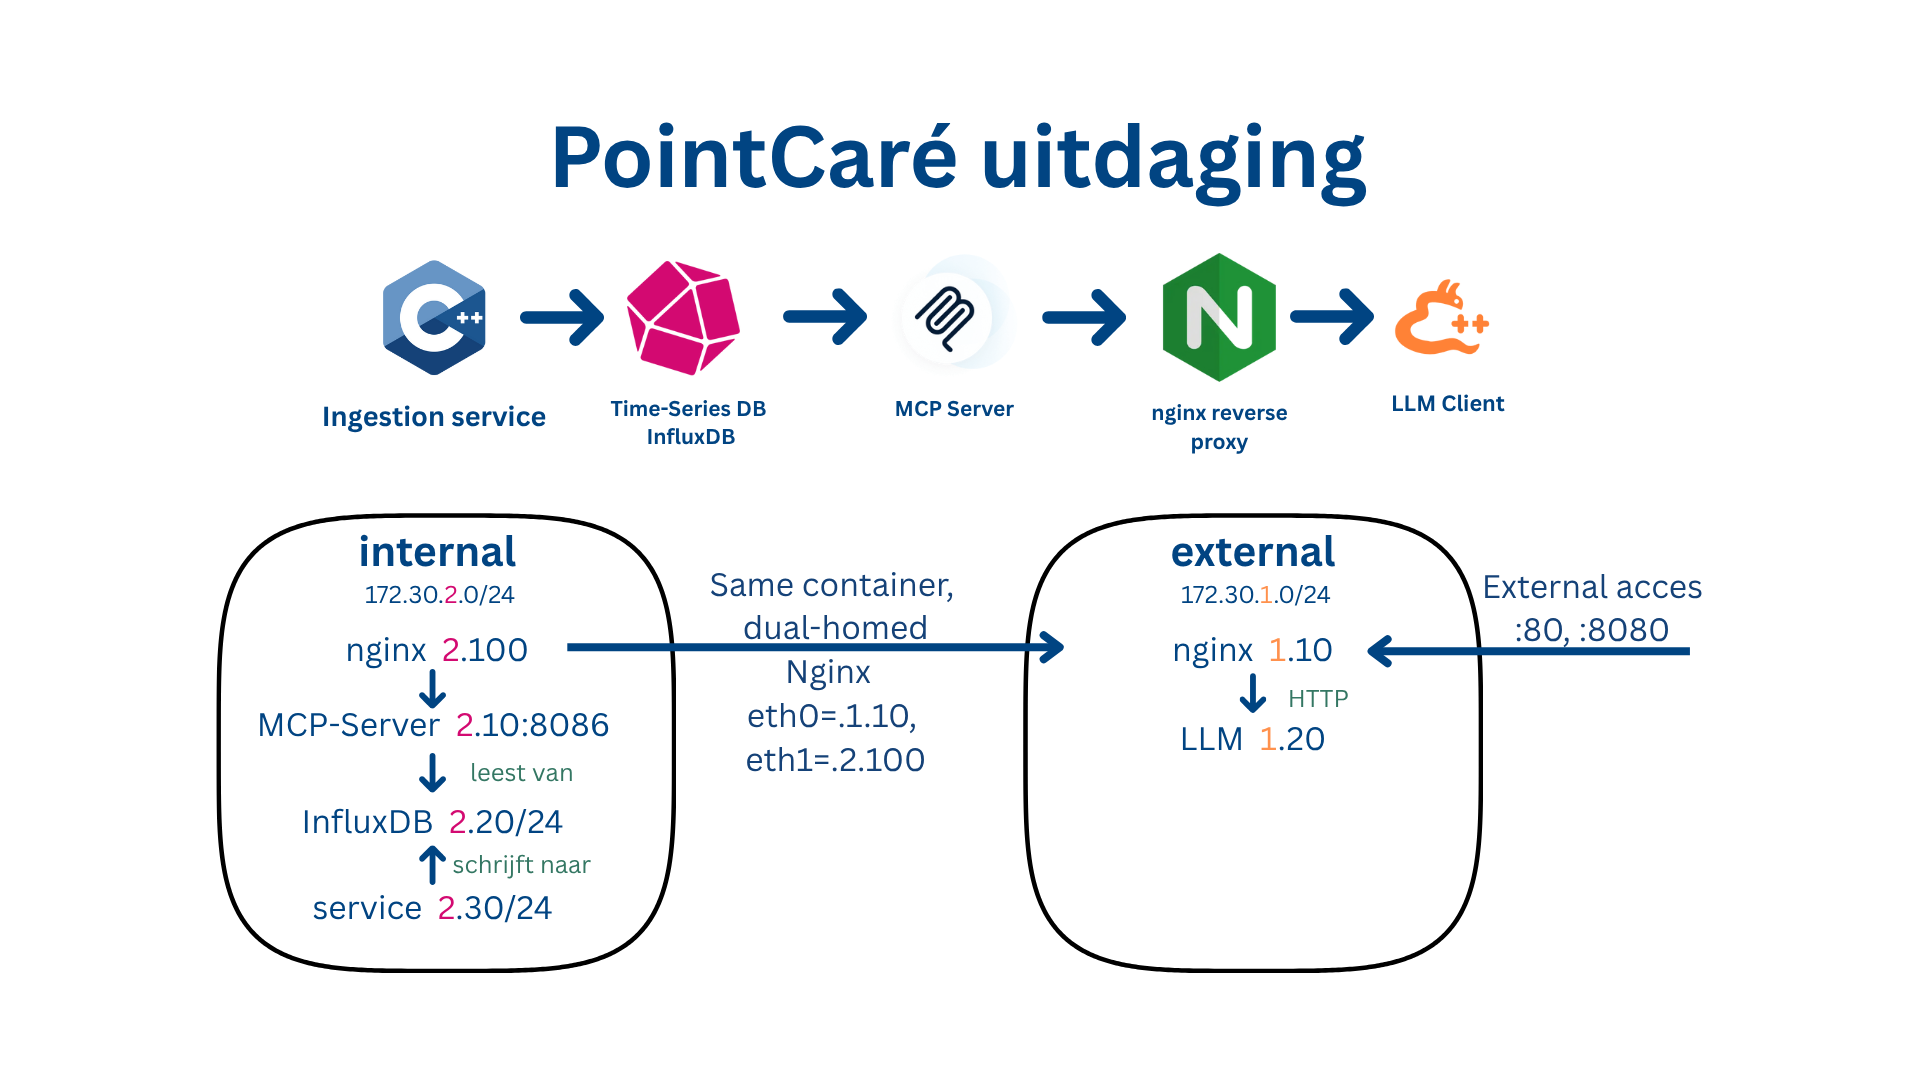 PointCaré uitdaging
++
N
++
Ingestion service
Time-Series DB
InfluxDB
MCP Server
nginx reverse
proxy
LLM Client
internal
172.30.2.0/24
nginx 2.100
MCP-Server 2.10:8086
leest van
InfluxDB 2.20/24
schrijft naar
service 2.30/24
Same container,
dual-homed
Nginx
eth0=.1.10,
eth1=.2.100
external
172.30.1.0/24
nginx 1.10
HTTP
LLM 1.20
External acces
:80, :8080